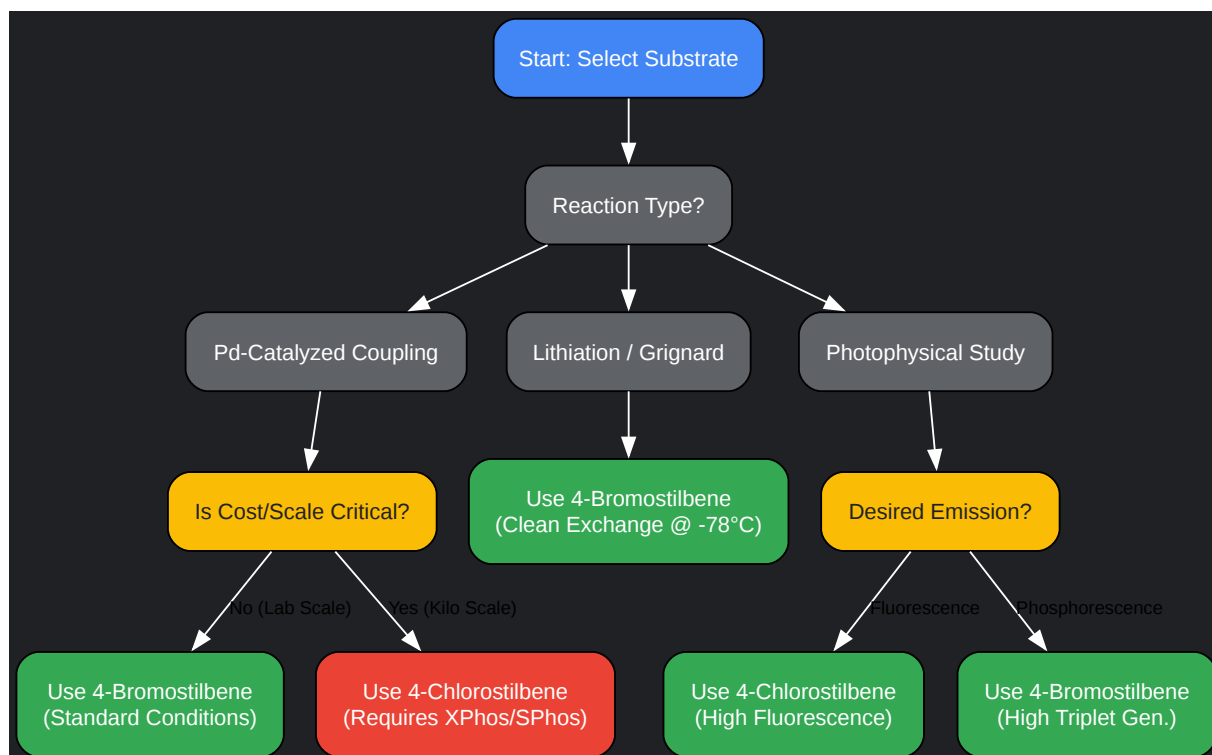 Start: Select Substrate
Reaction Type?
Pd-Catalyzed Coupling
Lithiation / Grignard
Photophysical Study
Is Cost/Scale Critical?
Use 4-Bromostilbene
(Clean Exchange @ -78°C)
Desired Emission?
No (Lab Scale)
Yes (Kilo Scale)
Fluorescence
Phosphorescence
Use 4-Bromostilbene
(Standard Conditions)
Use 4-Chlorostilbene
(Requires XPhos/SPhos)
Use 4-Chlorostilbene
(High Fluorescence)
Use 4-Bromostilbene
(High Triplet Gen.)